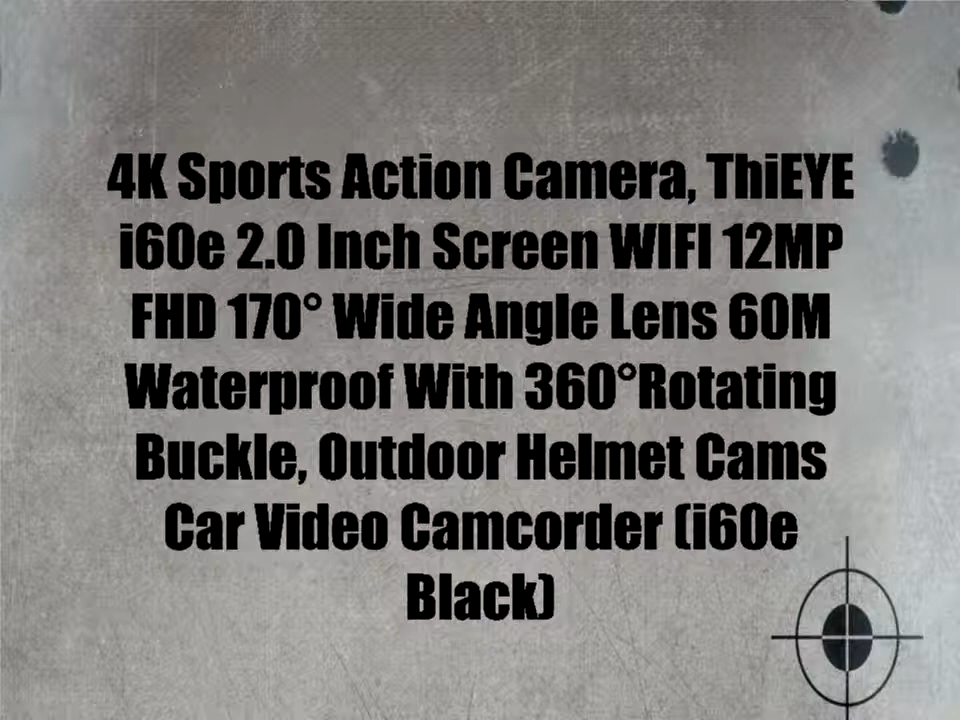 4K Sports Action Camera, ThiEYE
i60e 2.0 Inch Screen WIFI 12MP
FHD 170° Wide Angle Lens 60M
Waterproof With 360°Rotating
Buckle, Outdoor Helmet Cams
Car Video Camcorder (i60e
Black)